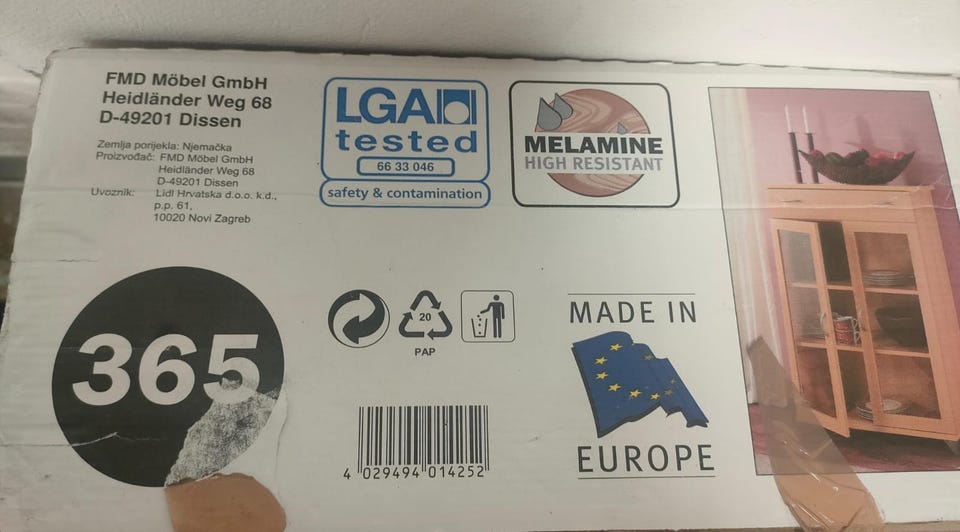 FMD Möbel GmbH
Heidländer Weg 68
D-49201 Dissen
Zemlja porijekla: Njemačka
Proizvođač: FMD Möbel GmbH
Heidländer Weg 68
D-49201 Dissen
Uvoznik: Lidl Hrvatska d.o.o. k.d.,
p.p. 61,
10020 Novi Zagreb
LGA
tested
66 33 046
safety & contamination
MELAMINE
HIGH RESISTANT
365
20
PAP
4 029494 014252
MADE IN
EUROPE